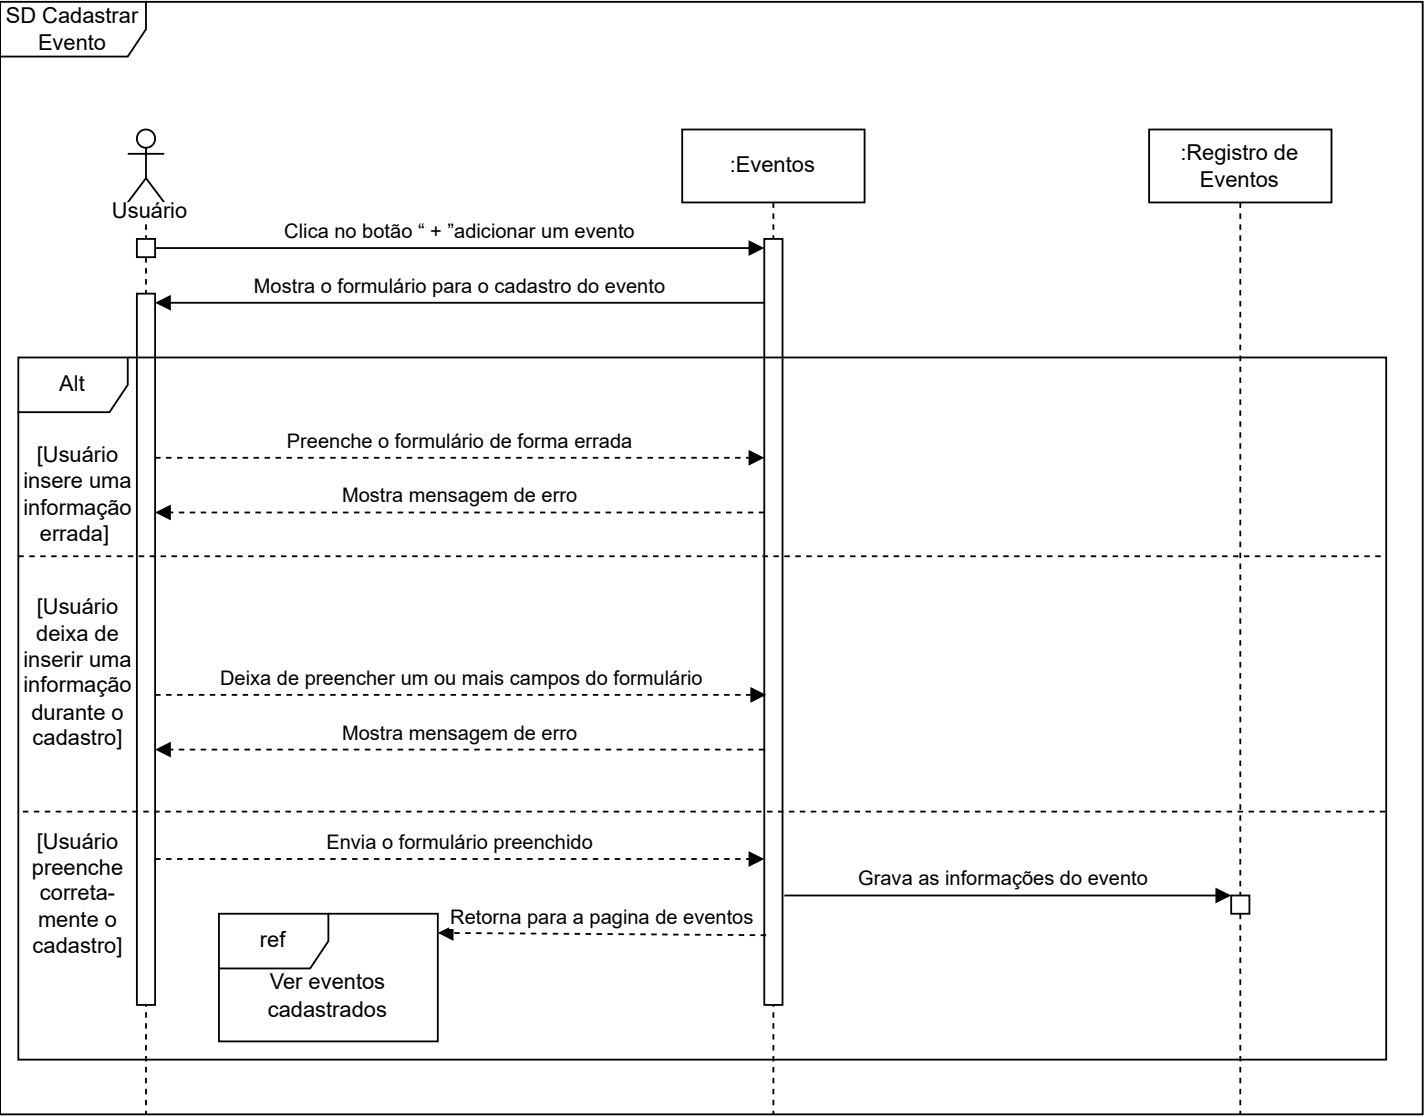 SD Cadastrar
Evento
:Eventos
:Registro de
Eventos
Usuário
Clica no botão “ + ”adicionar um evento
Mostra o formulário para o cadastro do evento
Alt
[Usuário
insere uma
informação
errada]
Preenche o formulário de forma errada
Mostra mensagem de erro
[Usuário
deixa de
inserir uma
informação
durante o
cadastro]
Deixa de preencher um ou mais campos do formulário
Mostra mensagem de erro
[Usuário
preenche
correta-
mente o
cadastro]
Envia o formulário preenchido
Grava as informações do evento
Retorna para a pagina de eventos
ref
Ver eventos
cadastrados